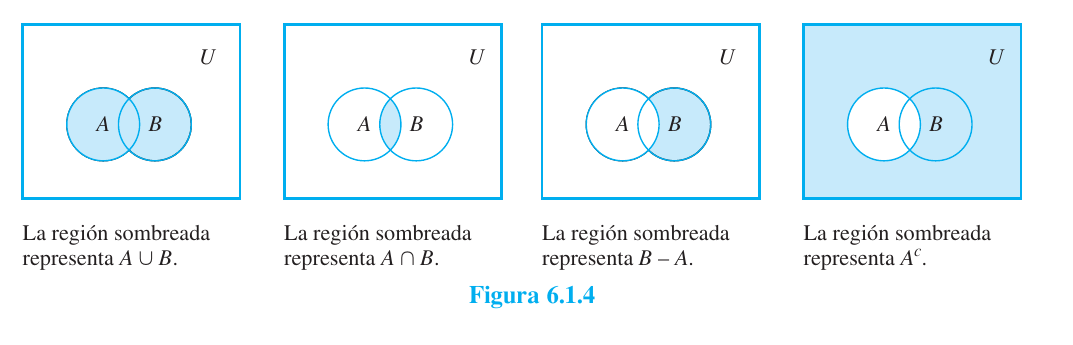 U
A B
La región sombreada
representa A ∪ B.
U
A B
La región sombreada
representa A ∩ B.
U
A B
La región sombreada
representa B – A.
U
A B
La región sombreada
representa Aᶜ.
Figura 6.1.4